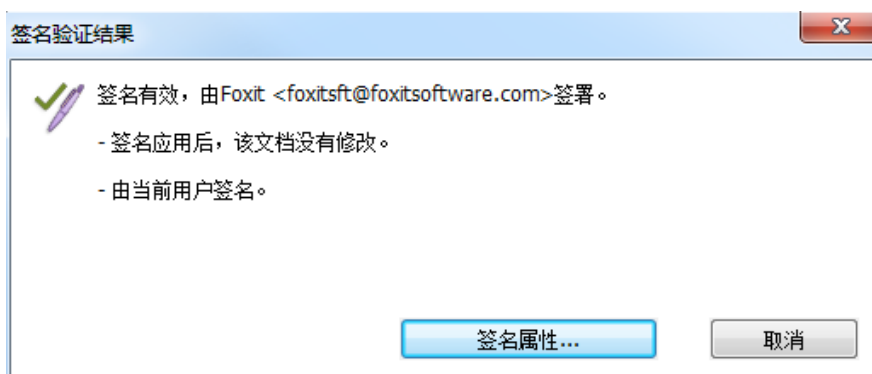 签名验证结果
签名有效，由Foxit <foxitsft@foxitsoftware.com>签署。
- 签名应用后，该文档没有修改。
- 由当前用户签名。
签名属性...
取消